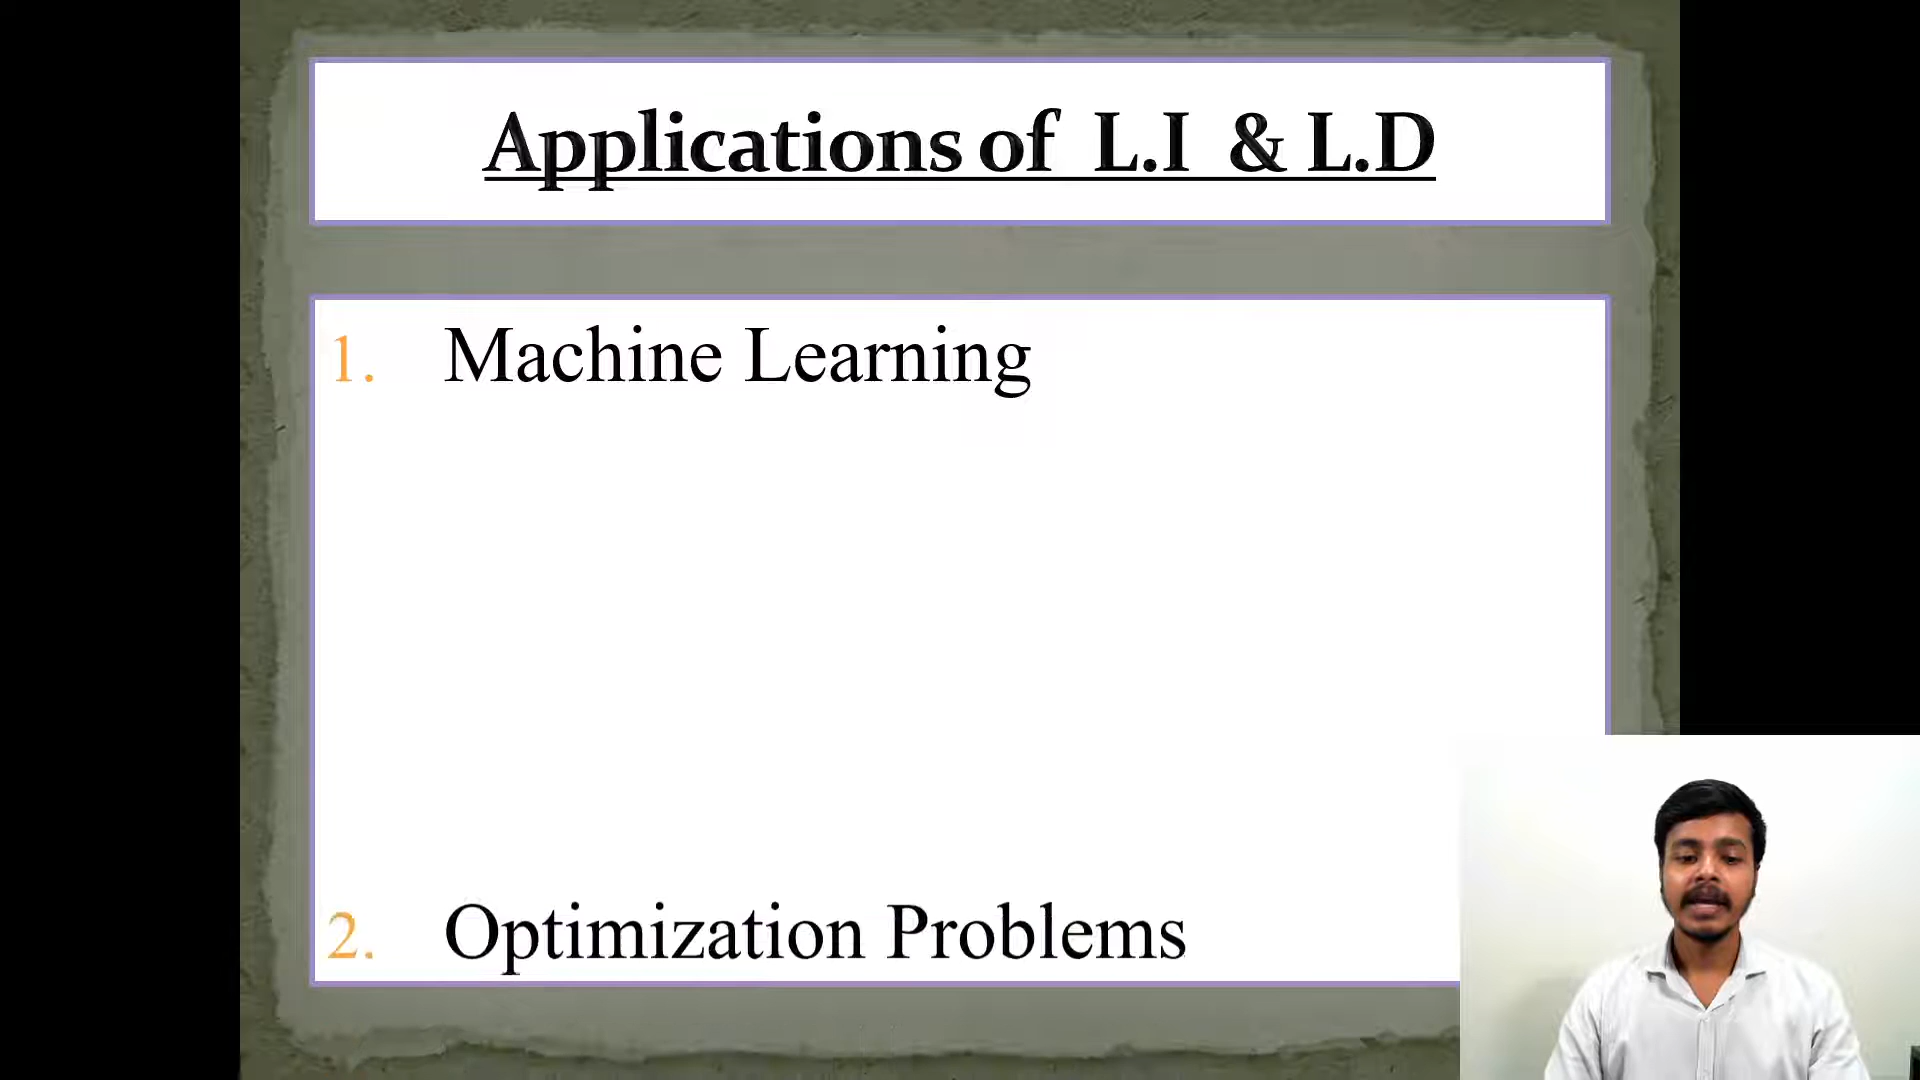 Applications of L.I & L.D
1. Machine Learning
2. Optimization Problems